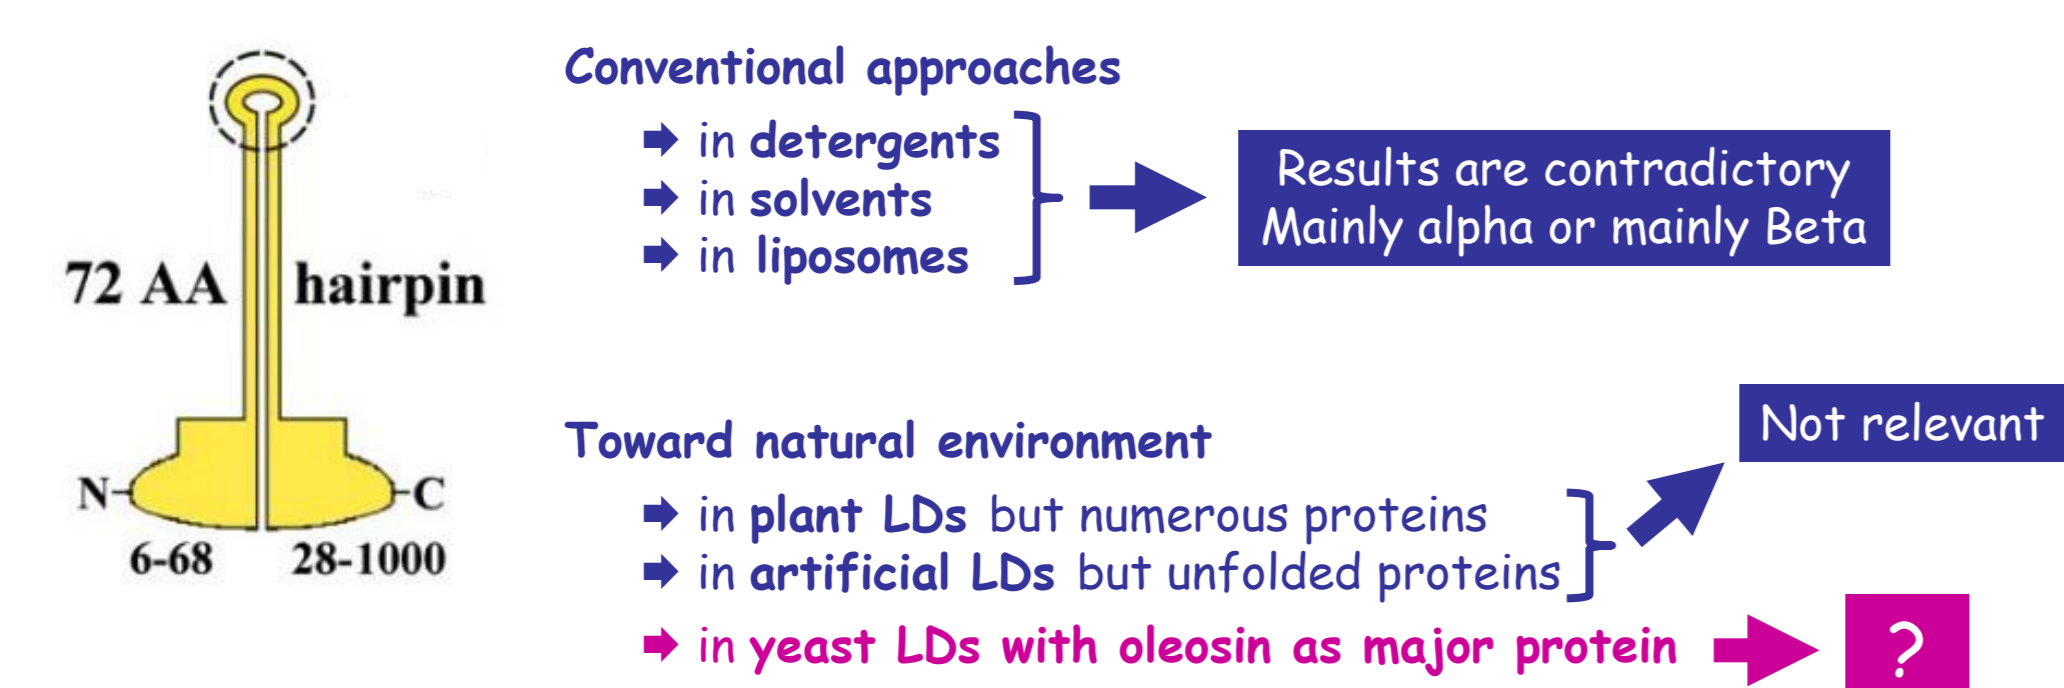 72 AA hairpin
N C
6-68 28-1000
Conventional approaches
in detergents
in solvents
in liposomes
Results are contradictory
Mainly alpha or mainly Beta
Toward natural environment
Not relevant
in plant LDs but numerous proteins
in artificial LDs but unfolded proteins
in yeast LDs with oleosin as major protein
?